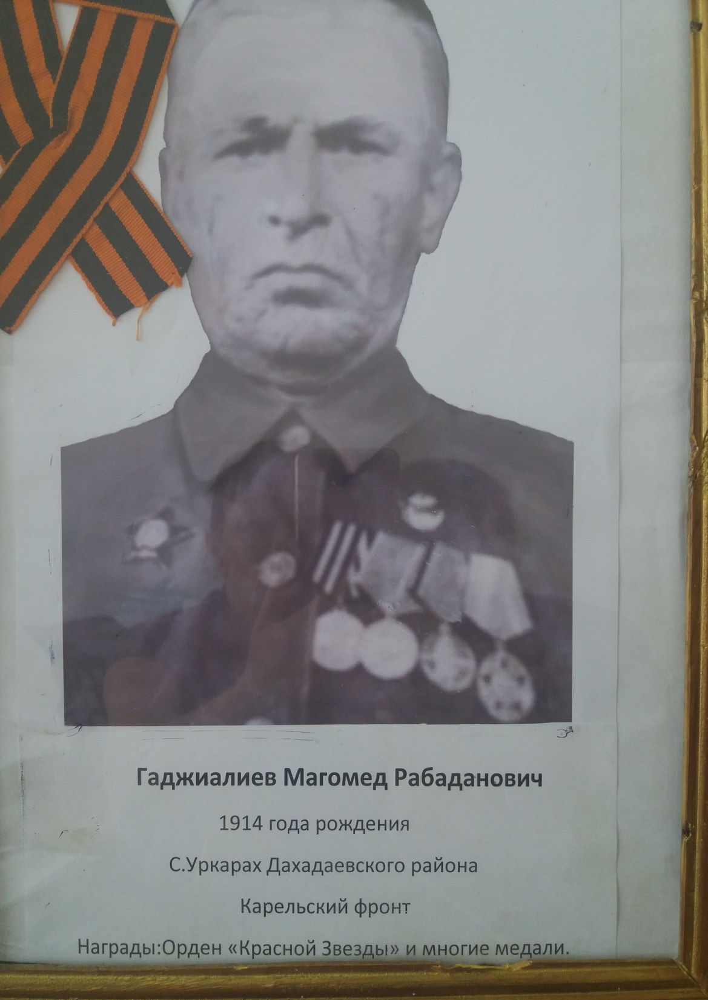 Гаджиалиев Магомед Рабаданович
1914 года рождения
С.Уркарах Дахадаевского района
Карельский фронт
Награды:Орден «Красной Звезды» и многие медали.